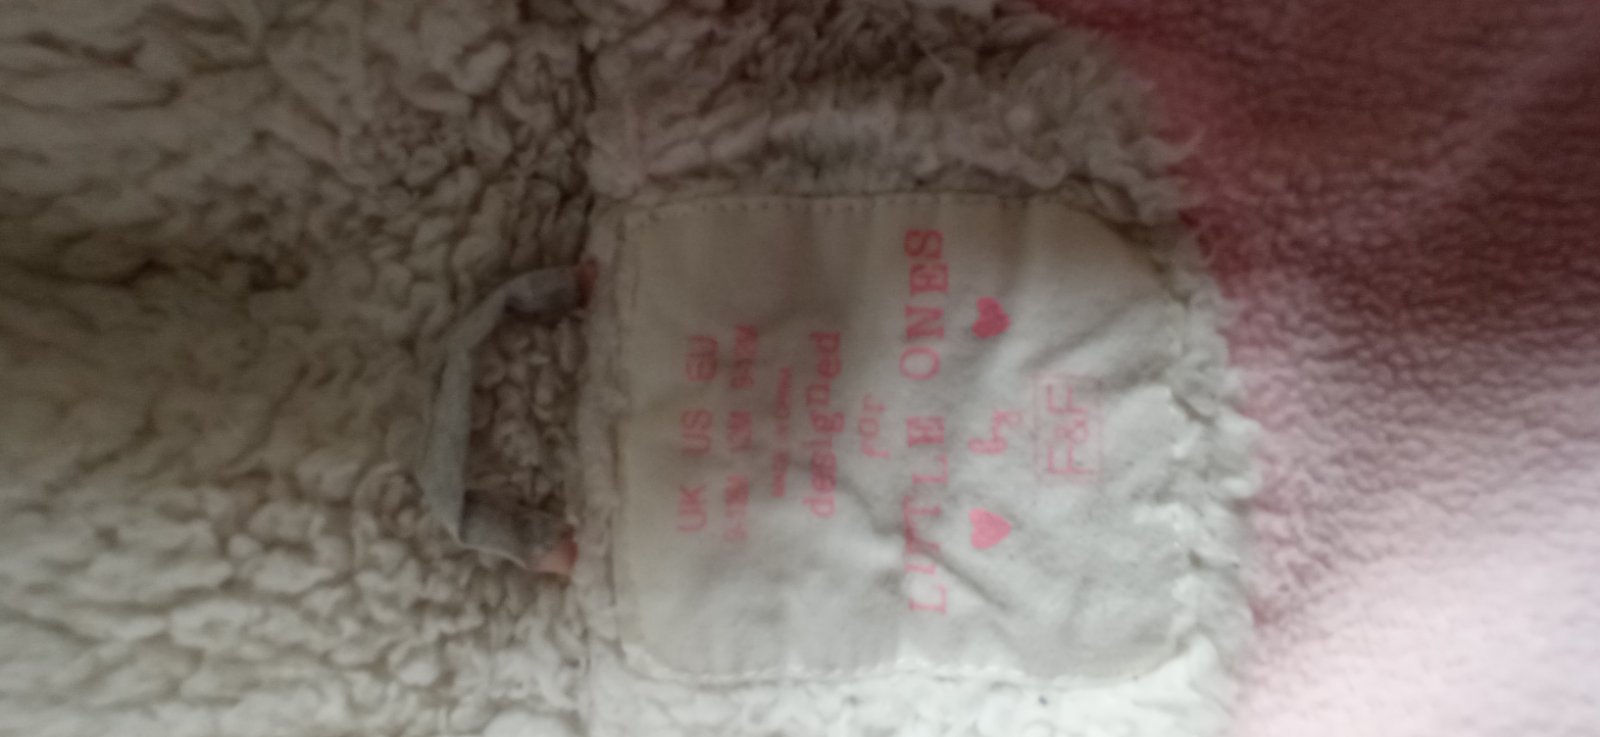 UK US EU
designed
for
LITTLE ONES
by
F&F